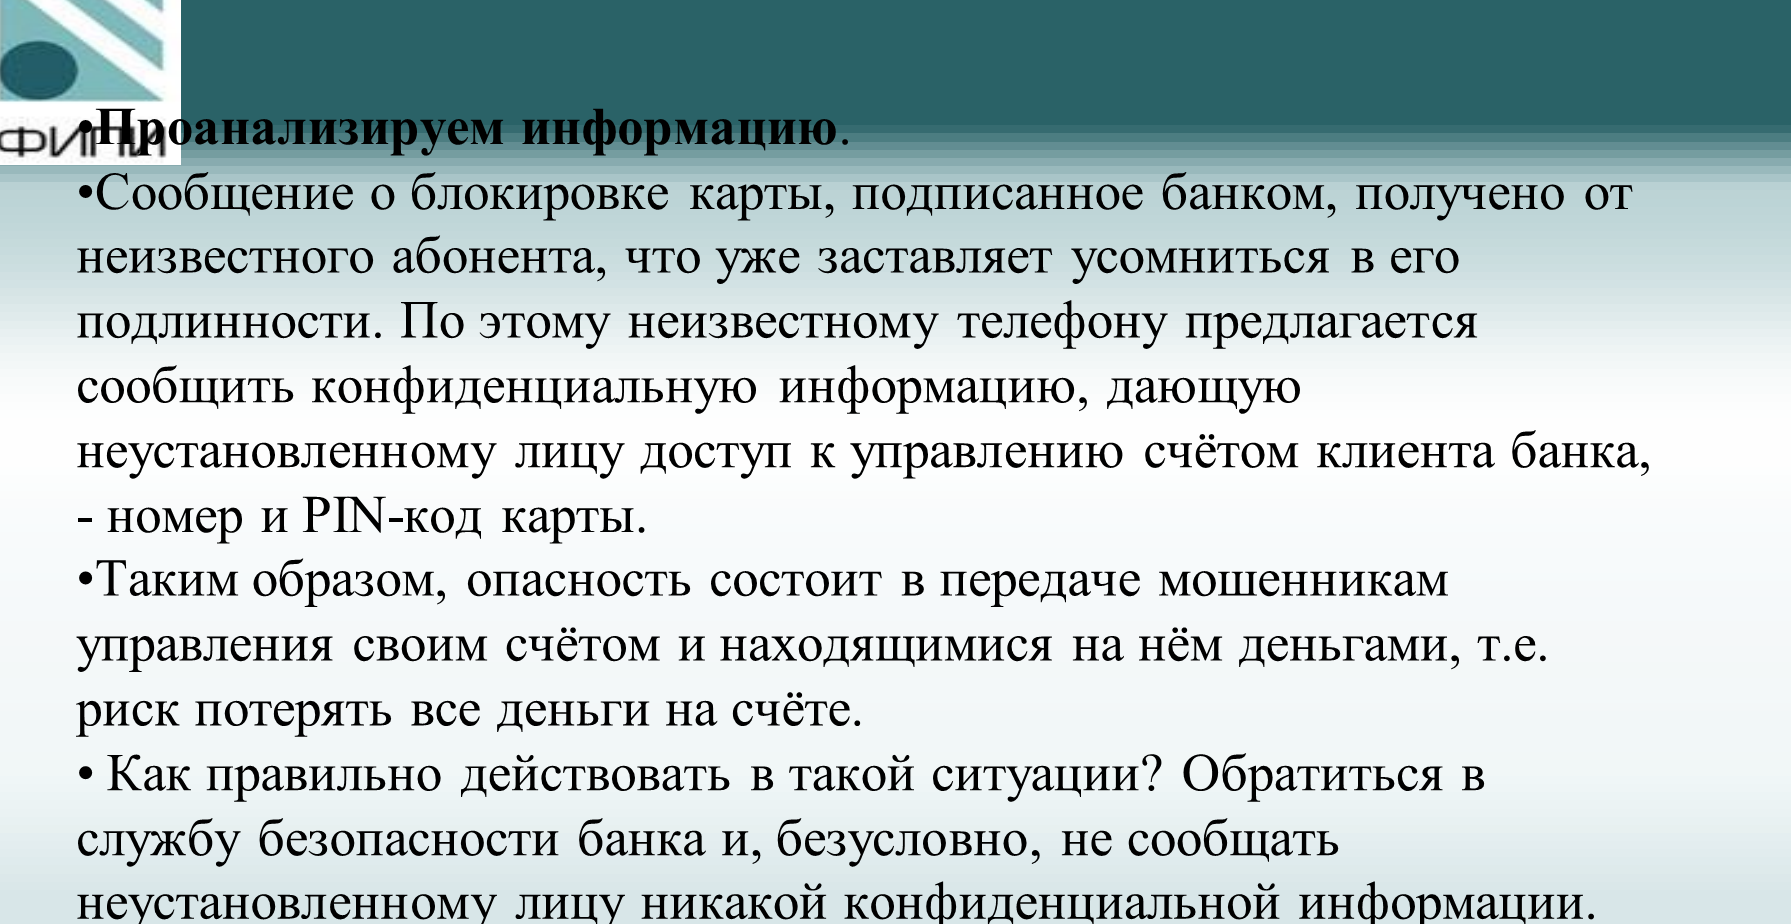 ФИПИ
•Проанализируем информацию.
•Сообщение о блокировке карты, подписанное банком, получено от
неизвестного абонента, что уже заставляет усомниться в его
подлинности. По этому неизвестному телефону предлагается
сообщить конфиденциальную информацию, дающую
неустановленному лицу доступ к управлению счётом клиента банка,
- номер и PIN-код карты.
•Таким образом, опасность состоит в передаче мошенникам
управления своим счётом и находящимися на нём деньгами, т.е.
риск потерять все деньги на счёте.
• Как правильно действовать в такой ситуации? Обратиться в
службу безопасности банка и, безусловно, не сообщать
неустановленному лицу никакой конфиденциальной информации.